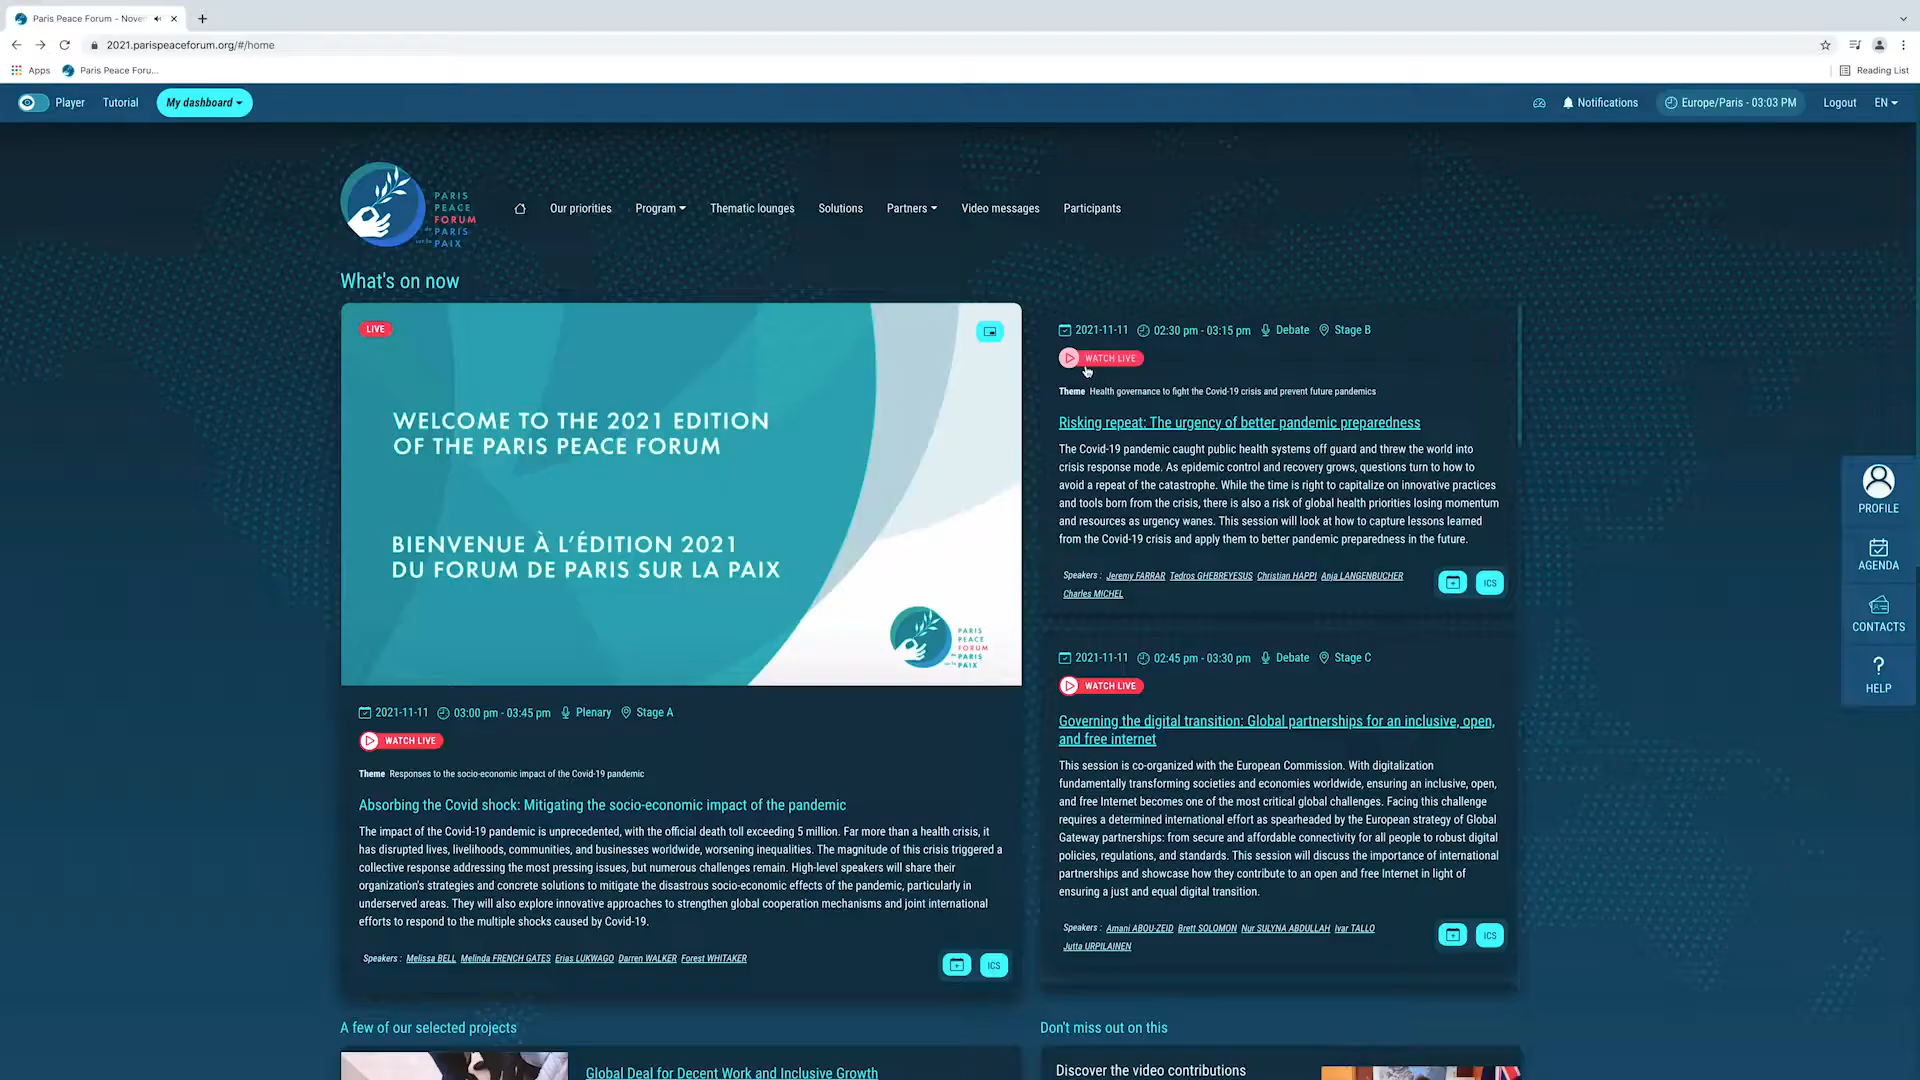 Paris Peace Forum – Nove
2021.parispeaceforum.org/#/home
Apps
Paris Peace Foru...
Reading List
Player
Tutorial
My dashboard
Notifications
Europe/Paris - 03:03 PM
Logout
EN
PARIS
PEACE
FORUM
de PARIS
sur la PAIX
Our priorities
Program
Thematic lounges
Solutions
Partners
Video messages
Participants
What's on now
LIVE
WELCOME TO THE 2021 EDITION
OF THE PARIS PEACE FORUM
BIENVENUE À L'ÉDITION 2021
DU FORUM DE PARIS SUR LA PAIX
PARIS
PEACE
FORUM
de PARIS
sur la PAIX
2021-11-11 03:00 pm - 03:45 pm Plenary Stage A
WATCH LIVE
Theme Responses to the socio-economic impact of the Covid-19 pandemic
Absorbing the Covid shock: Mitigating the socio-economic impact of the pandemic
The impact of the Covid-19 pandemic is unprecedented, with the official death toll exceeding 5 million. Far more than a health crisis, it
has disrupted lives, livelihoods, communities, and businesses worldwide, worsening inequalities. The magnitude of this crisis triggered a
collective response addressing the most pressing issues, but numerous challenges remain. High-level speakers will share their
organization's strategies and concrete solutions to mitigate the disastrous socio-economic effects of the pandemic, particularly in
underserved areas. They will also explore innovative approaches to strengthen global cooperation mechanisms and joint international
efforts to respond to the multiple shocks caused by Covid-19.
Speakers : Melissa BELL Melinda FRENCH GATES Erias LUKWAGO Darren WALKER Forest WHITAKER
ICS
2021-11-11 02:30 pm - 03:15 pm Debate Stage B
WATCH LIVE
Theme Health governance to fight the Covid-19 crisis and prevent future pandemics
Risking repeat: The urgency of better pandemic preparedness
The Covid-19 pandemic caught public health systems off guard and threw the world into
crisis response mode. As epidemic control and recovery grows, questions turn to how to
avoid a repeat of the catastrophe. While the time is right to capitalize on innovative practices
and tools born from the crisis, there is also a risk of global health priorities losing momentum
and resources as urgency wanes. This session will look at how to capture lessons learned
from the Covid-19 crisis and apply them to better pandemic preparedness in the future.
Speakers : Jeremy FARRAR Tedros GHEBREYESUS Christian HAPPI Anja LANGENBUCHER
Charles MICHEL
ICS
2021-11-11 02:45 pm - 03:30 pm Debate Stage C
WATCH LIVE
Governing the digital transition: Global partnerships for an inclusive, open,
and free internet
This session is co-organized with the European Commission. With digitalization
fundamentally transforming societies and economies worldwide, ensuring an inclusive, open,
and free Internet becomes one of the most critical global challenges. Facing this challenge
requires a determined international effort as spearheaded by the European strategy of Global
Gateway partnerships: from secure and affordable connectivity for all people to robust digital
policies, regulations, and standards. This session will discuss the importance of international
partnerships and showcase how they contribute to an open and free Internet in light of
ensuring a just and equal digital transition.
Speakers : Amani ABOU-ZEID Brett SOLOMON Nur SULYNA ABDULLAH Ivar TALLO
Jutta URPILAINEN
ICS
PROFILE
AGENDA
CONTACTS
HELP
A few of our selected projects
Global Deal for Decent Work and Inclusive Growth
Don't miss out on this
Discover the video contributions